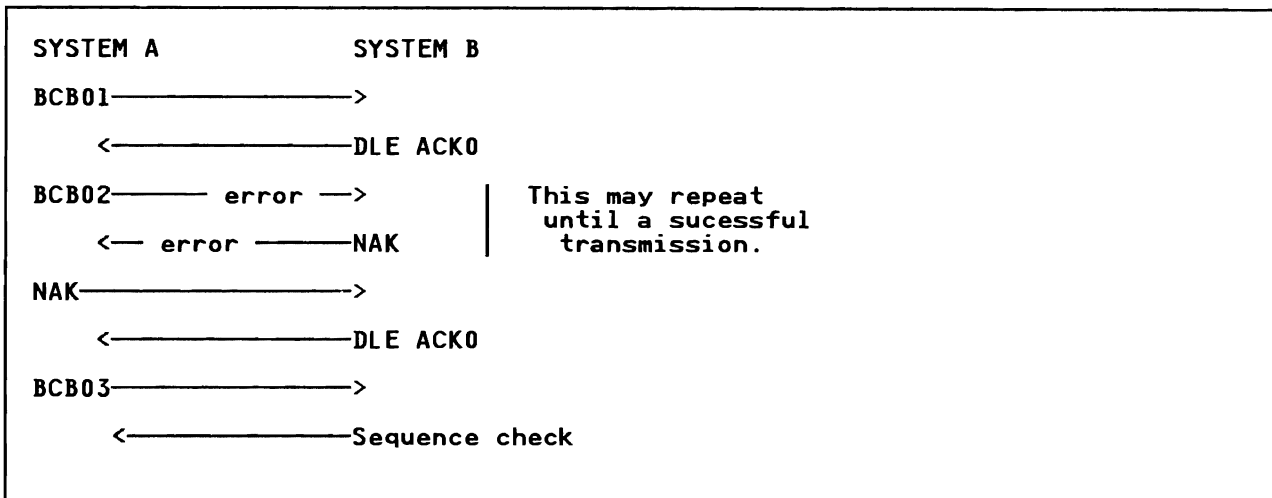 SYSTEM A SYSTEM B
BCB01———————————>
<———————————DLE ACK0
BCB02——— error —> This may repeat
until a sucessful
<— error ———NAK transmission.
NAK———————————>
<———————————DLE ACK0
BCB03———————————>
<———————————Sequence check